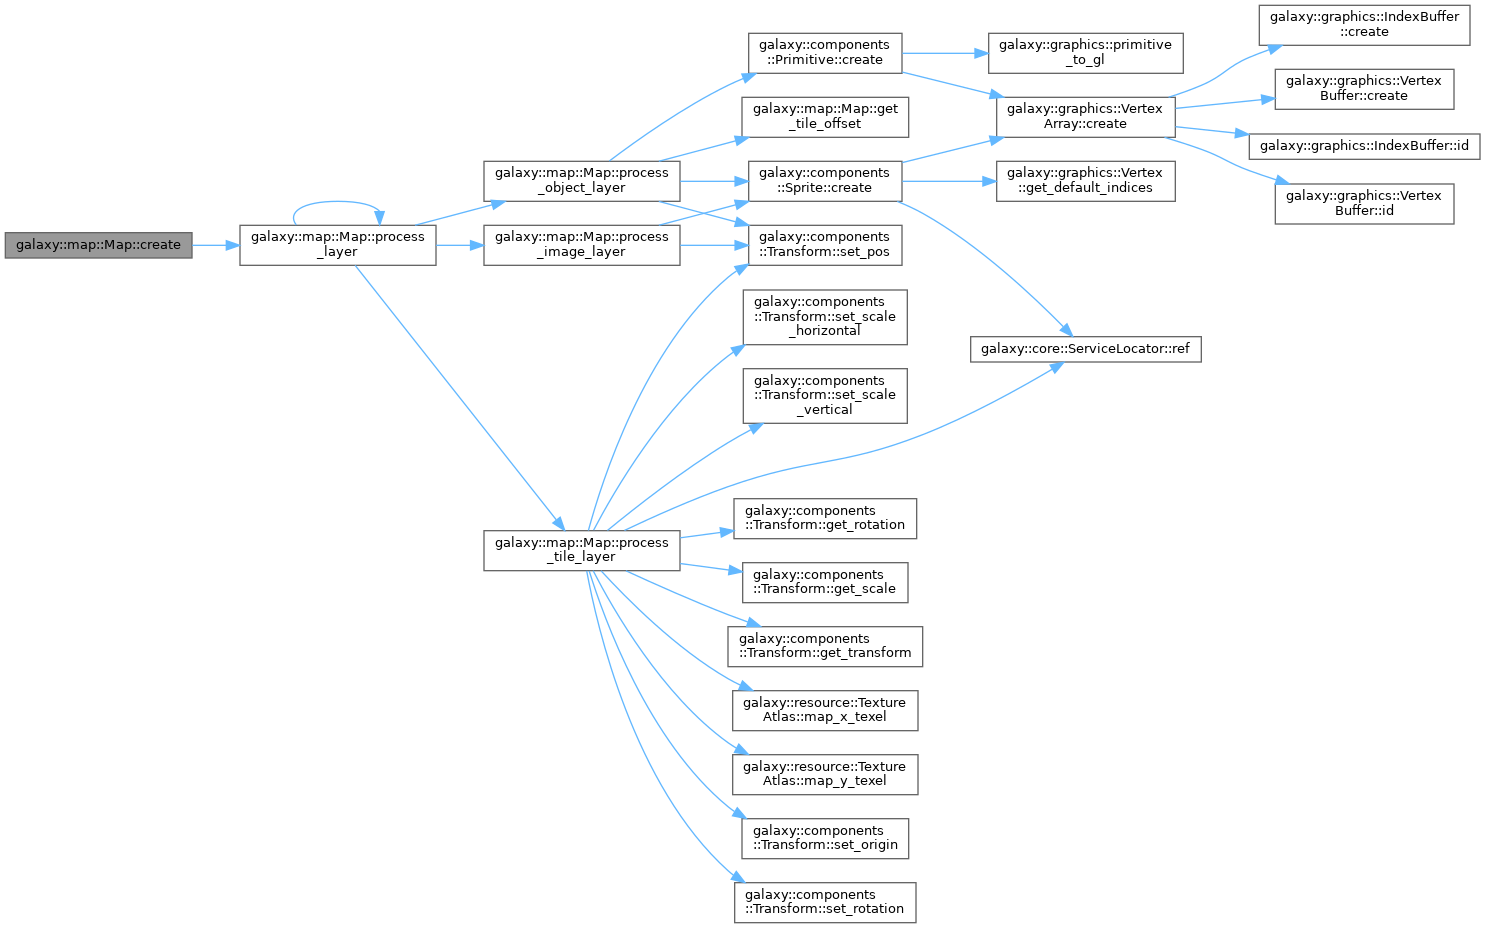 galaxy::map::Map::create
galaxy::map::Map::process
_layer
galaxy::map::Map::process
_object_layer
galaxy::map::Map::process
_image_layer
galaxy::map::Map::process
_tile_layer
galaxy::components
::Primitive::create
galaxy::map::Map::get
_tile_offset
galaxy::components
::Sprite::create
galaxy::components
::Transform::set_pos
galaxy::components
::Transform::set_scale
_horizontal
galaxy::components
::Transform::set_scale
_vertical
galaxy::components
::Transform::get_rotation
galaxy::components
::Transform::get_scale
galaxy::components
::Transform::get_transform
galaxy::resource::Texture
Atlas::map_x_texel
galaxy::resource::Texture
Atlas::map_y_texel
galaxy::components
::Transform::set_origin
galaxy::components
::Transform::set_rotation
galaxy::graphics::primitive
_to_gl
galaxy::graphics::Vertex
Array::create
galaxy::graphics::Vertex
::get_default_indices
galaxy::core::ServiceLocator::ref
galaxy::graphics::IndexBuffer
::create
galaxy::graphics::Vertex
Buffer::create
galaxy::graphics::IndexBuffer::id
galaxy::graphics::Vertex
Buffer::id